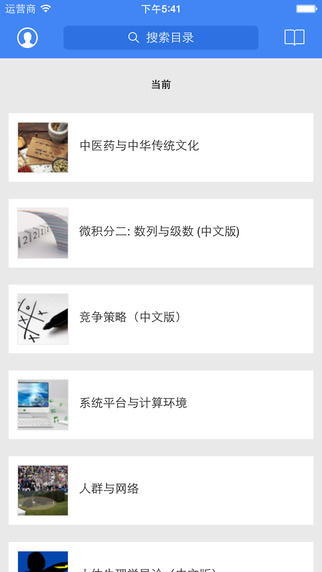 运营商 下午5:41
搜索目录
当前
中医药与中华传统文化
微积分二: 数列与级数 (中文版)
竞争策略（中文版）
系统平台与计算环境
人群与网络